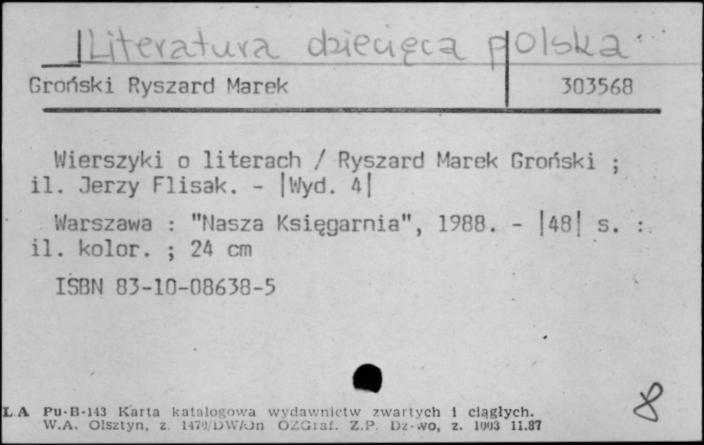 Literatura dziecięca polska
Groński Ryszard Marek 303568
Wierszyki o literach / Ryszard Marek Groński ;
il. Jerzy Flisak. - |Wyd. 4|
Warszawa : "Nasza Księgarnia", 1988. - |48| s. :
il. kolor. ; 24 cm
ISBN 83-10-08638-5
LA Pu-B-143 Karta katalogowa wydawnictw zwartych i ciągłych.
W.A. Olsztyn, z. 1470/DW/Dn OZGraf. Z.P. Dz-wo, z. 1003 11.87
8